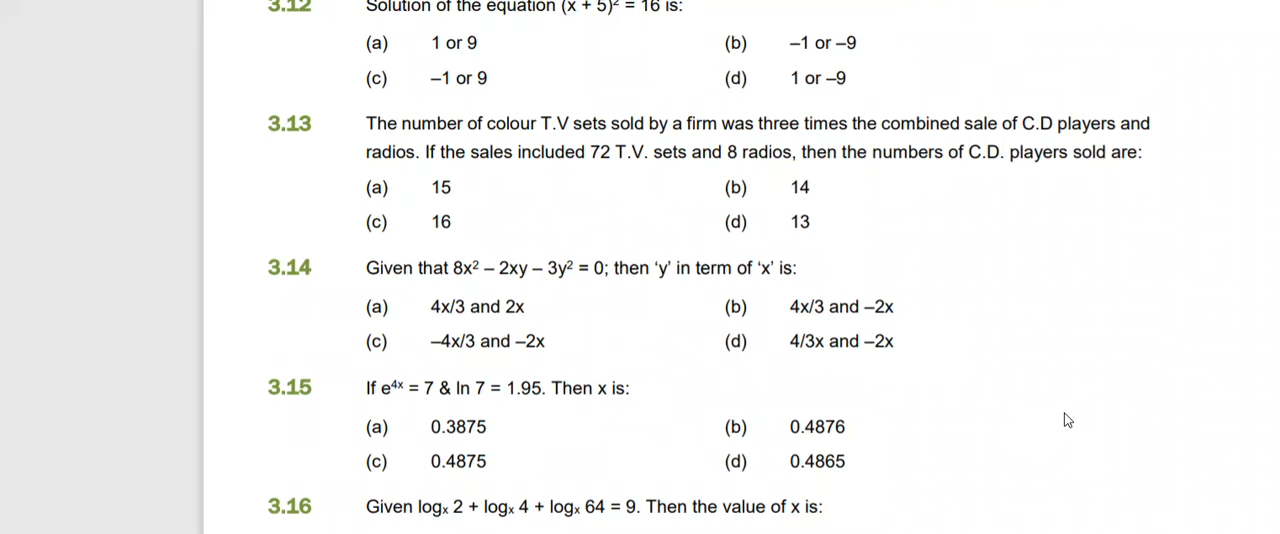 3.12 Solution of the equation (x + 5)² = 16 is:
(a) 1 or 9 (b) –1 or –9
(c) –1 or 9 (d) 1 or –9
3.13 The number of colour T.V sets sold by a firm was three times the combined sale of C.D players and
radios. If the sales included 72 T.V. sets and 8 radios, then the numbers of C.D. players sold are:
(a) 15 (b) 14
(c) 16 (d) 13
3.14 Given that 8x² – 2xy – 3y² = 0; then ‘y’ in term of ‘x’ is:
(a) 4x/3 and 2x (b) 4x/3 and –2x
(c) –4x/3 and –2x (d) 4/3x and –2x
3.15 If e⁴ˣ = 7 & ln 7 = 1.95. Then x is:
(a) 0.3875 (b) 0.4876
(c) 0.4875 (d) 0.4865
3.16 Given logₓ 2 + logₓ 4 + logₓ 64 = 9. Then the value of x is: